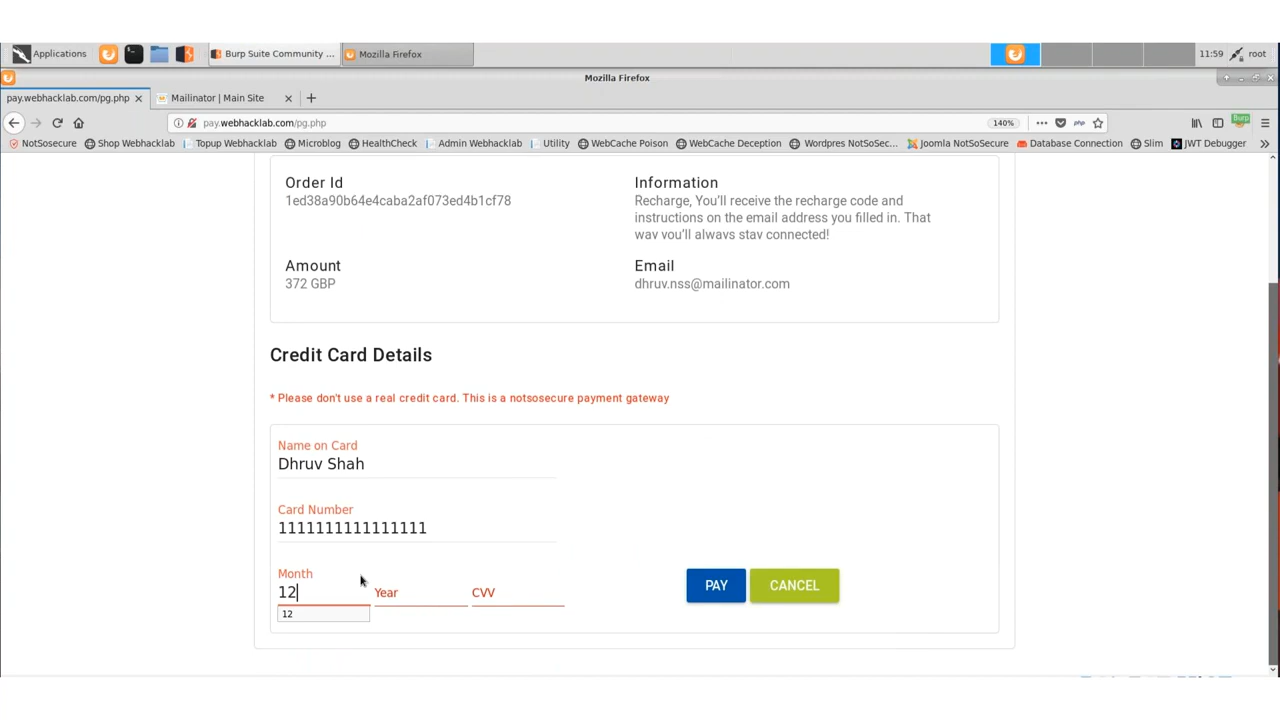 Applications Burp Suite Community ... Mozilla Firefox 11:59 root
Mozilla Firefox
pay.webhacklab.com/pg.php Mailinator | Main Site
pay.webhacklab.com/pg.php 140% php Burp
NotSosecure Shop Webhacklab Topup Webhacklab Microblog HealthCheck Admin Webhacklab Utility WebCache Poison WebCache Deception Wordpres NotSoSec... Joomla NotSoSecure Database Connection Slim JWT Debugger
Order Id
1ed38a90b64e4caba2af073ed4b1cf78
Information
Recharge, You'll receive the recharge code and
instructions on the email address you filled in. That
way you'll always stay connected!
Amount
372 GBP
Email
dhruv.nss@mailinator.com
Credit Card Details
* Please don't use a real credit card. This is a notsosecure payment gateway
Name on Card
Dhruv Shah
Card Number
1111111111111111
Month
12 Year CVV PAY CANCEL
12